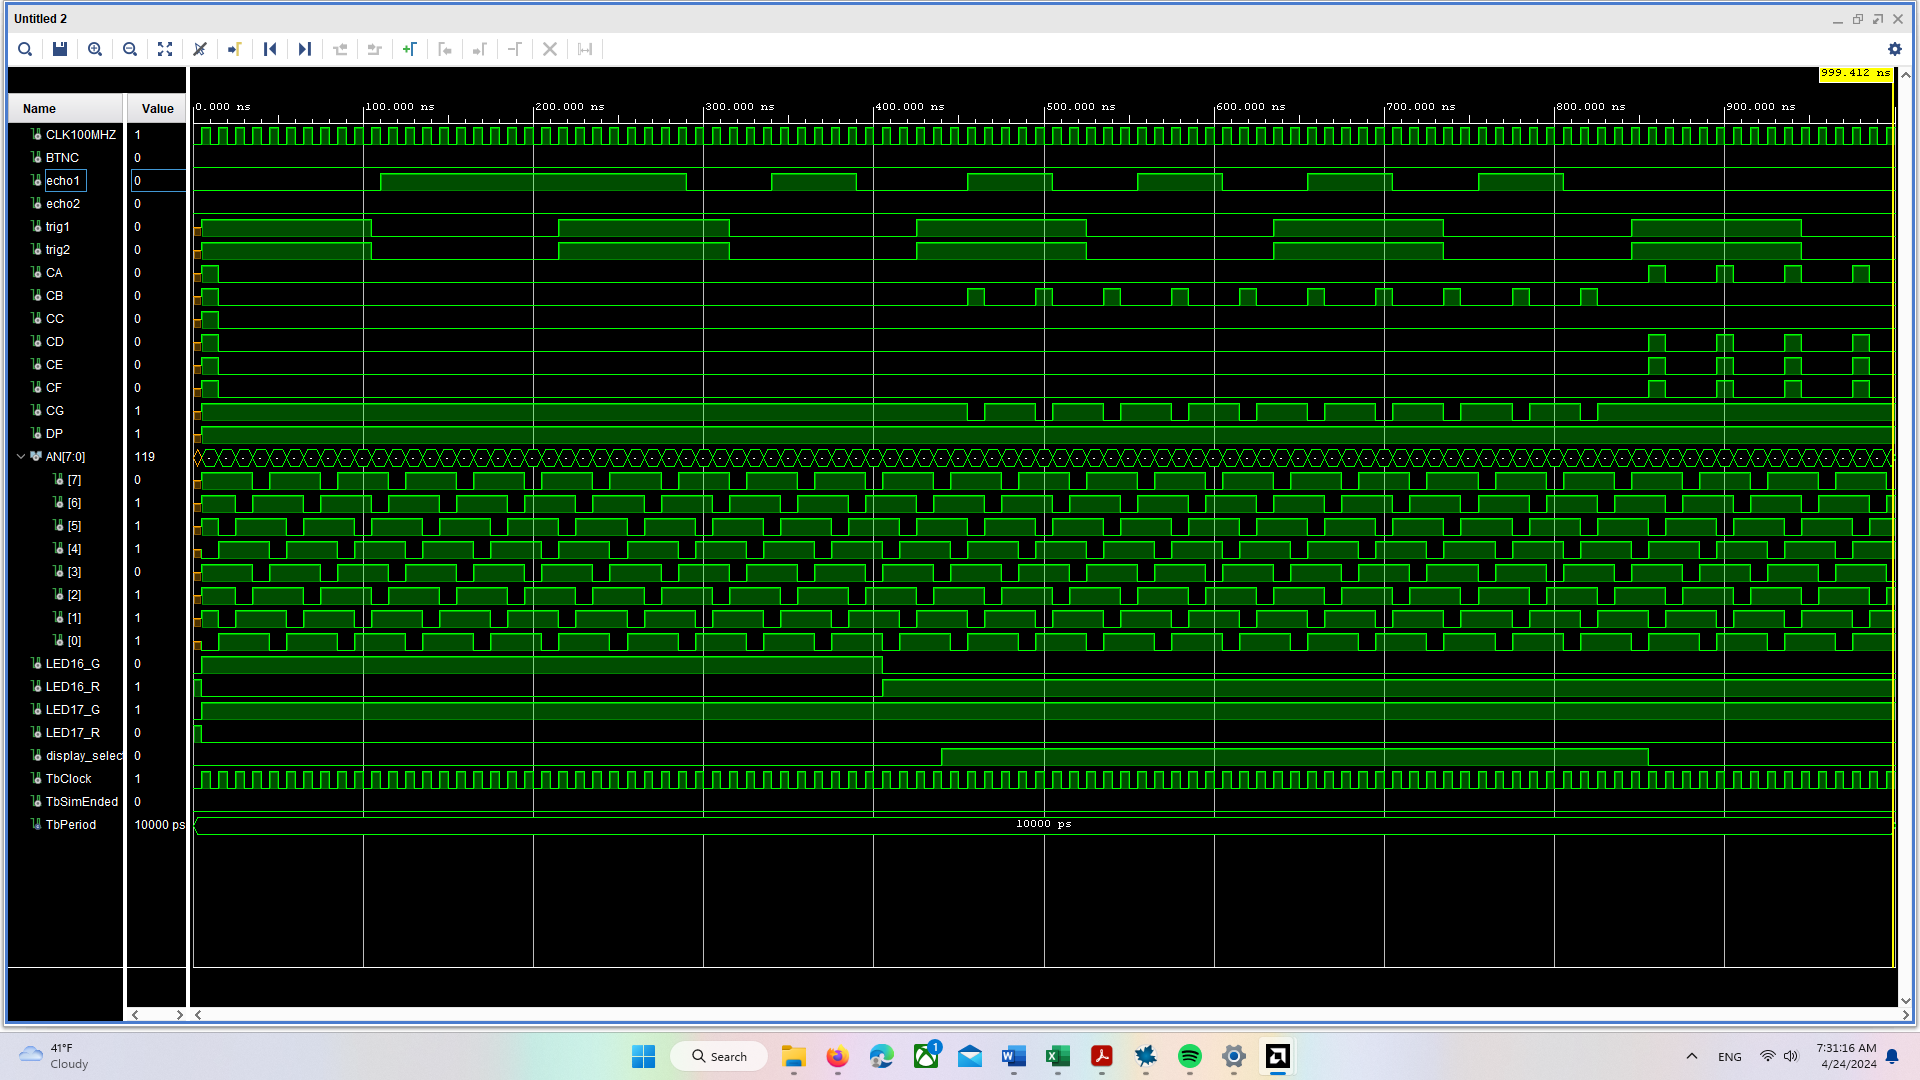 Untitled 2
999.412 ns
Name Value
0.000 ns 100.000 ns 200.000 ns 300.000 ns 400.000 ns 500.000 ns 600.000 ns 700.000 ns 800.000 ns 900.000 ns
CLK100MHZ 1
BTNC 0
echo1 0
echo2 0
trig1 0
trig2 0
CA 0
CB 0
CC 0
CD 0
CE 0
CF 0
CG 1
DP 1
AN[7:0] 119
[7] 0
[6] 1
[5] 1
[4] 1
[3] 0
[2] 1
[1] 1
[0] 1
LED16_G 0
LED16_R 1
LED17_G 1
LED17_R 0
display_selec 0
TbClock 1
TbSimEnded 0
TbPeriod 10000 ps 10000 ps
41°F
Cloudy
Search
1
ENG
7:31:16 AM
4/24/2024